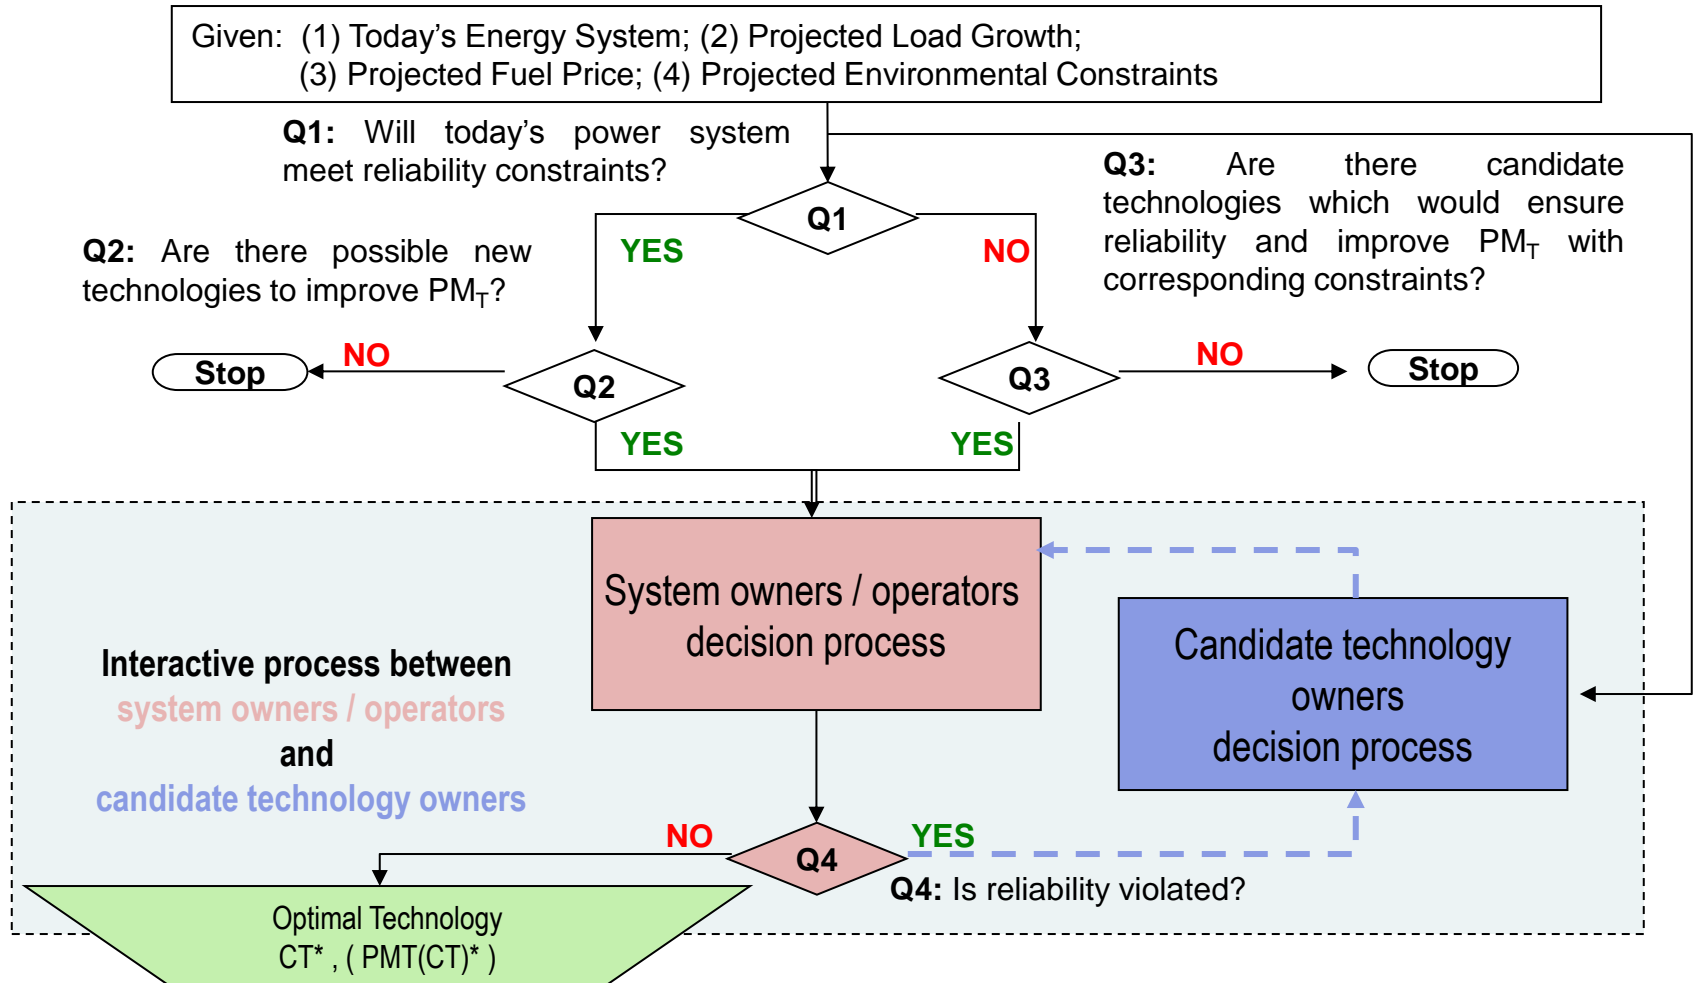 Given: (1) Today's Energy System; (2) Projected Load Growth;
(3) Projected Fuel Price; (4) Projected Environmental Constraints
Q1: Will today's power system
meet reliability constraints?
Q3: Are there candidate
technologies which would ensure
reliability and improve PM_T with
corresponding constraints?
Q1
Q2: Are there possible new
technologies to improve PM_T?
YES
NO
Stop
NO
Q2
Q3
NO
Stop
YES
YES
System owners / operators
decision process
Candidate technology
owners
decision process
Interactive process between
system owners / operators
and
candidate technology owners
NO
Q4
YES
Q4: Is reliability violated?
Optimal Technology
CT* , ( PMT(CT)* )